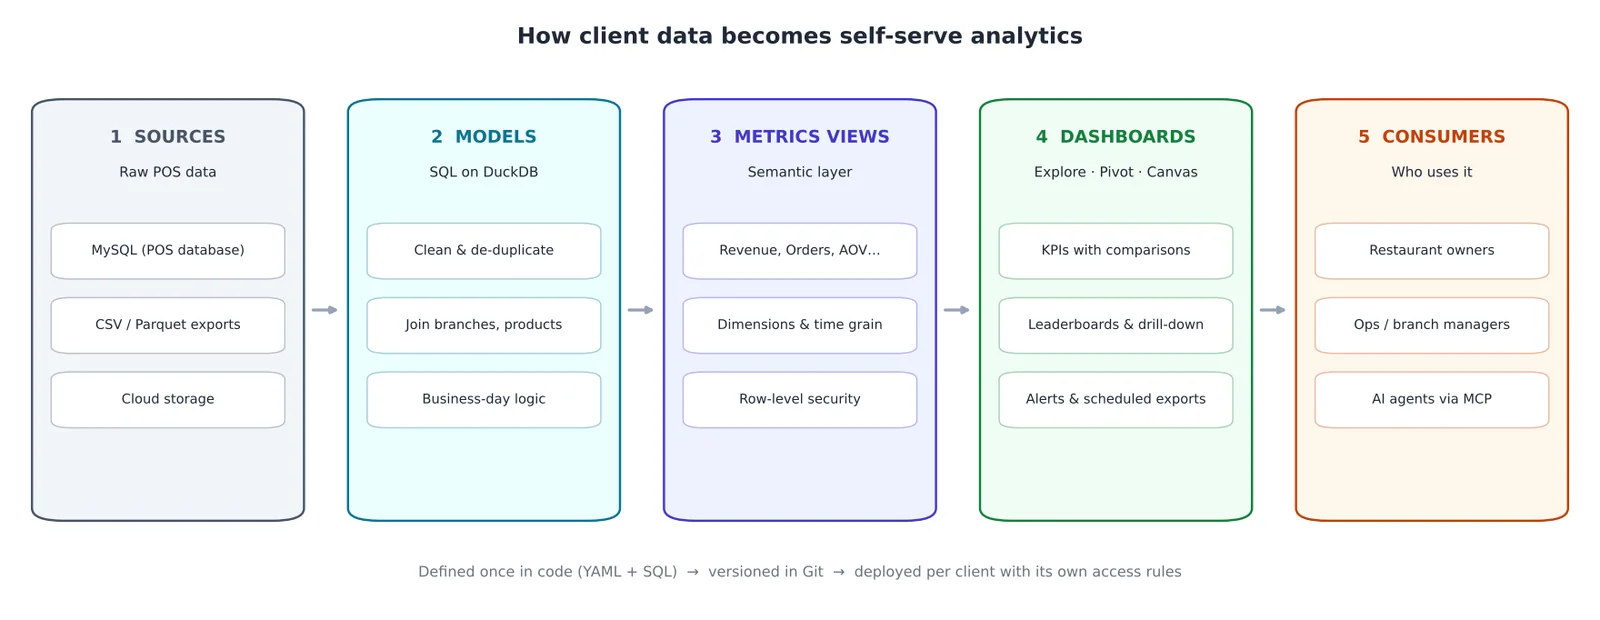 How client data becomes self-serve analytics
1 SOURCES
Raw POS data
MySQL (POS database)
CSV / Parquet exports
Cloud storage
2 MODELS
SQL on DuckDB
Clean & de-duplicate
Join branches, products
Business-day logic
3 METRICS VIEWS
Semantic layer
Revenue, Orders, AOV…
Dimensions & time grain
Row-level security
4 DASHBOARDS
Explore · Pivot · Canvas
KPIs with comparisons
Leaderboards & drill-down
Alerts & scheduled exports
5 CONSUMERS
Who uses it
Restaurant owners
Ops / branch managers
AI agents via MCP
Defined once in code (YAML + SQL) → versioned in Git → deployed per client with its own access rules